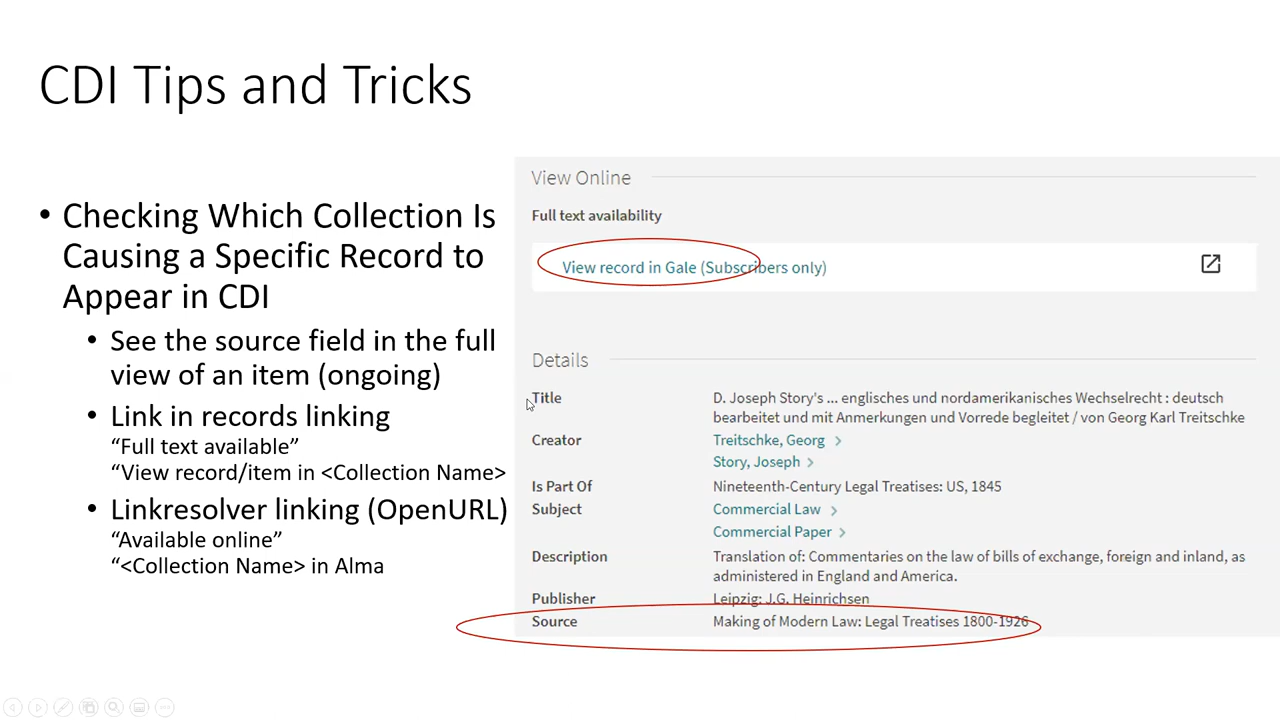 CDI Tips and Tricks
• Checking Which Collection Is
Causing a Specific Record to
Appear in CDI
• See the source field in the full
view of an item (ongoing)
• Link in records linking
“Full text available”
“View record/item in <Collection Name>
• Linkresolver linking (OpenURL)
“Available online”
“<Collection Name> in Alma
View Online
Full text availability
View record in Gale (Subscribers only)
Details
Title D. Joseph Story's ... englisches und nordamerikanisches Wechselrecht : deutsch
bearbeitet und mit Anmerkungen und Vorrede begleitet / von Georg Karl Treitschke
Creator Treitschke, Georg >
Story, Joseph >
Is Part Of Nineteenth-Century Legal Treatises: US, 1845
Subject Commercial Law >
Commercial Paper >
Description Translation of: Commentaries on the law of bills of exchange, foreign and inland, as
administered in England and America.
Publisher Leipzig: J.G. Heinrichsen
Source Making of Modern Law: Legal Treatises 1800-1926